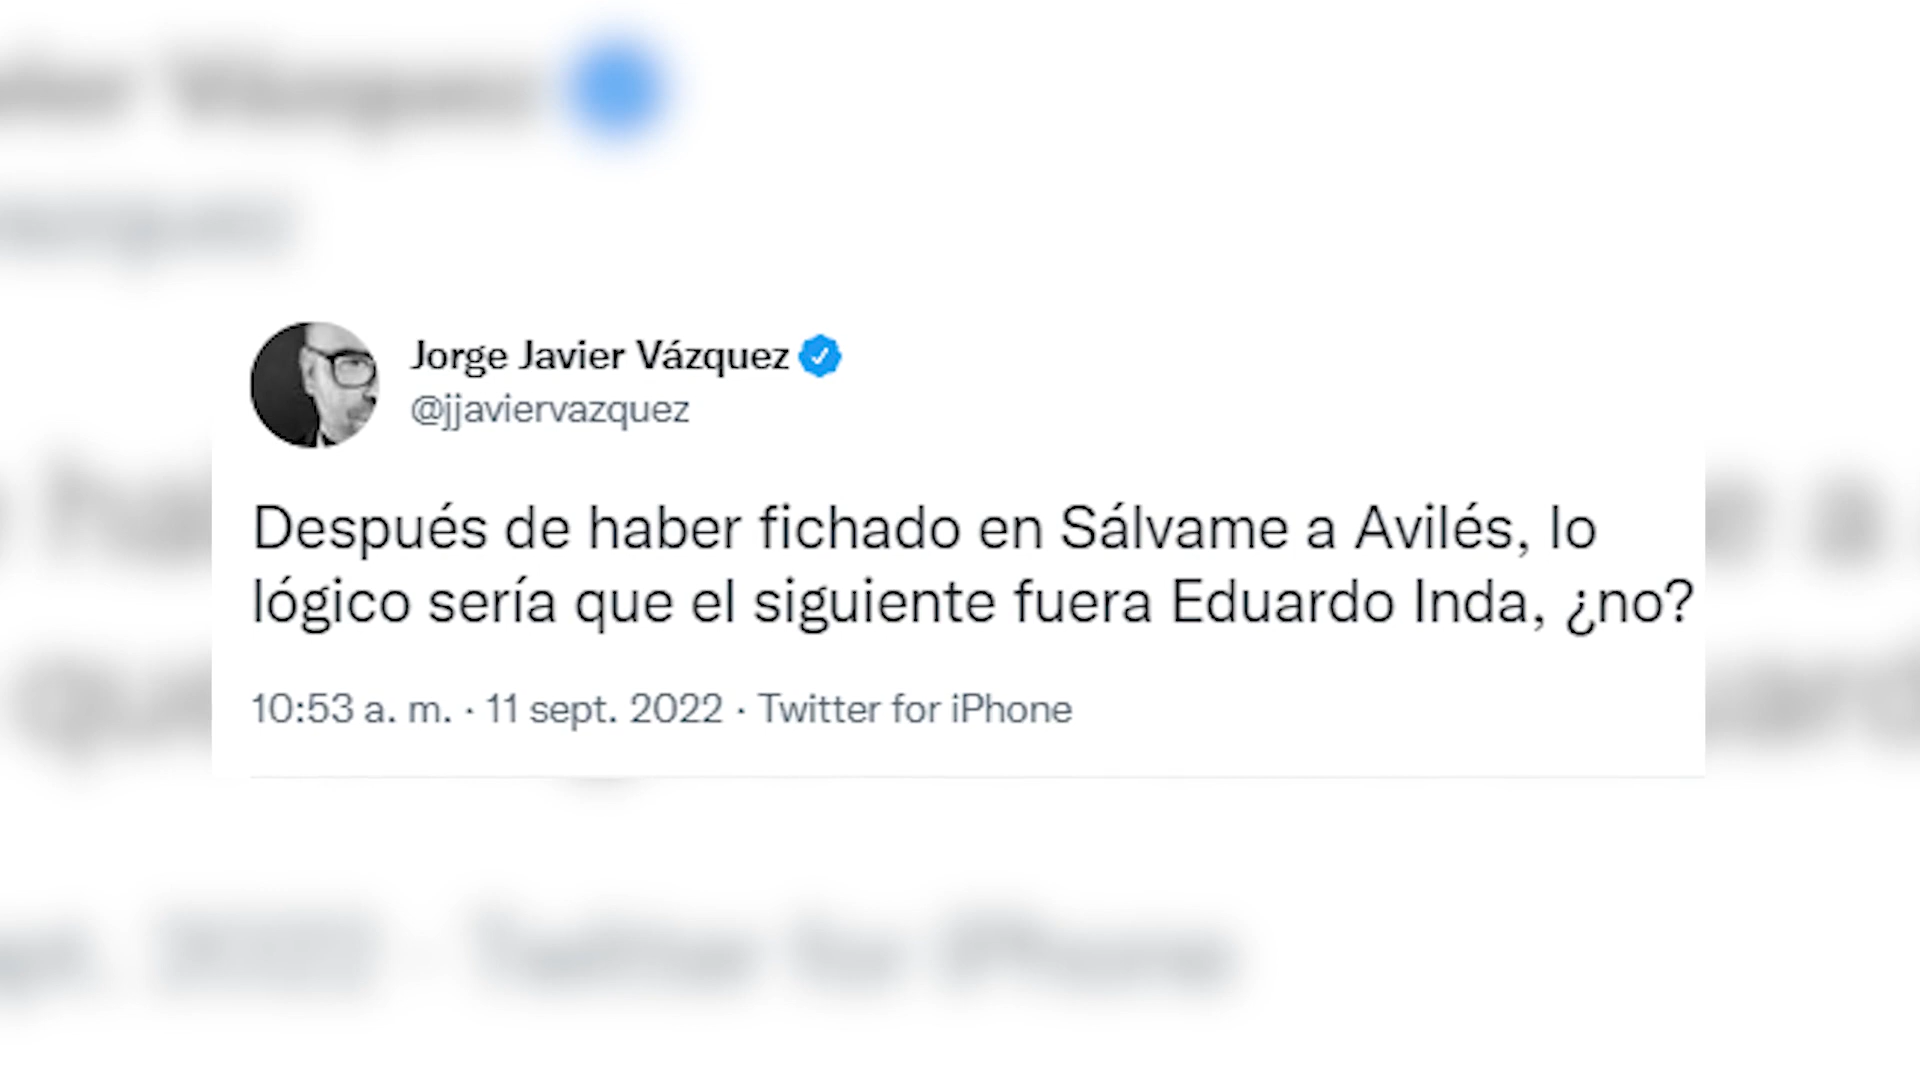 Jorge Javier Vázquez
@jjaviervazquez
Después de haber fichado en Sálvame a Avilés, lo
lógico sería que el siguiente fuera Eduardo Inda, ¿no?
10:53 a. m. · 11 sept. 2022 · Twitter for iPhone